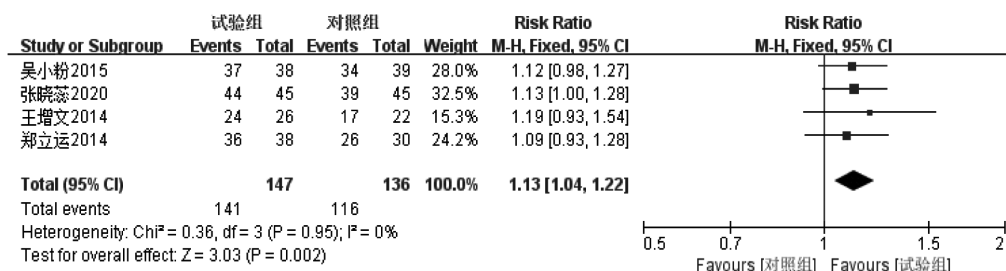 试验组 对照组 Risk Ratio Risk Ratio
Study or Subgroup Events Total Events Total Weight M-H, Fixed, 95% CI M-H, Fixed, 95% CI
吴小粉2015 37 38 34 39 28.0% 1.12 [0.98, 1.27]
张晓蕊2020 44 45 39 45 32.5% 1.13 [1.00, 1.28]
王增文2014 24 26 17 22 15.3% 1.19 [0.93, 1.54]
郑立运2014 36 38 26 30 24.2% 1.09 [0.93, 1.28]
Total (95% CI) 147 136 100.0% 1.13 [1.04, 1.22]
Total events 141 116
Heterogeneity: Chi² = 0.36, df = 3 (P = 0.95); I² = 0%
Test for overall effect: Z = 3.03 (P = 0.002)
0.5 0.7 1 1.5 2
Favours [对照组] Favours [试验组]